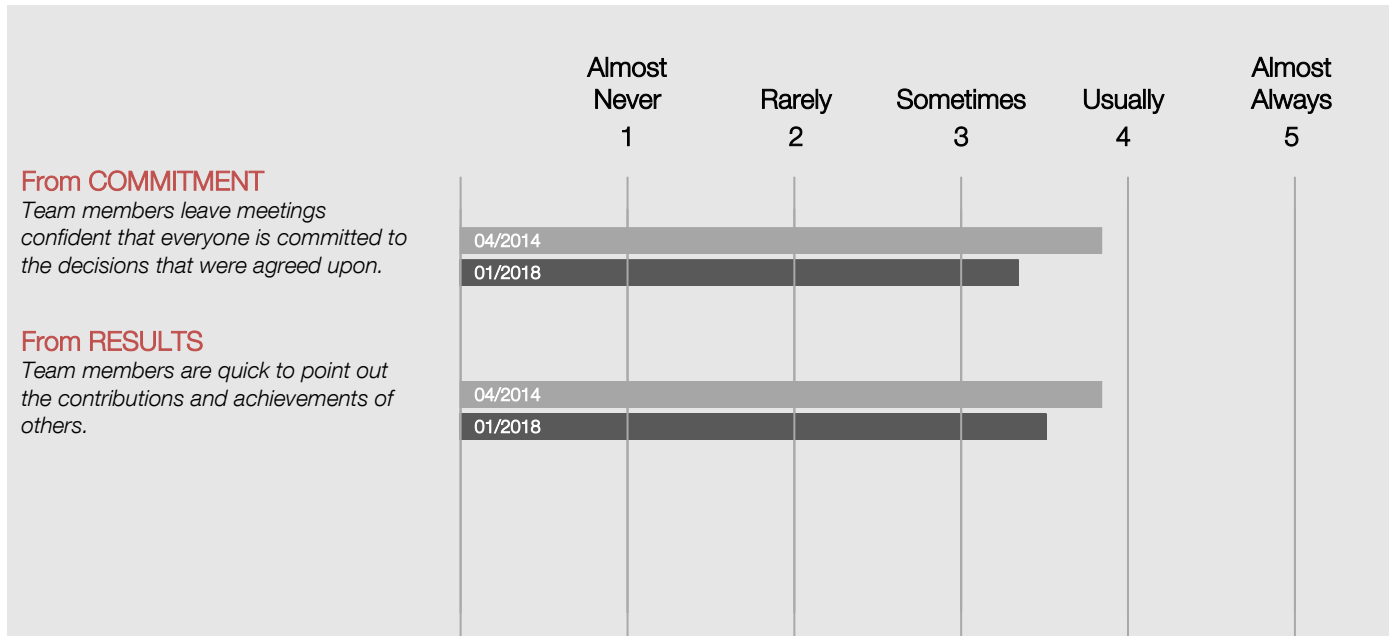 Almost
Never
Rarely
Sometimes
Usually
Almost
Always
1
2
3
4
5
From COMMITMENT
Team members leave meetings
confident that everyone is committed to
the decisions that were agreed upon.
04/2014
01/2018
From RESULTS
Team members are quick to point out
the contributions and achievements of
others.
04/2014
01/2018